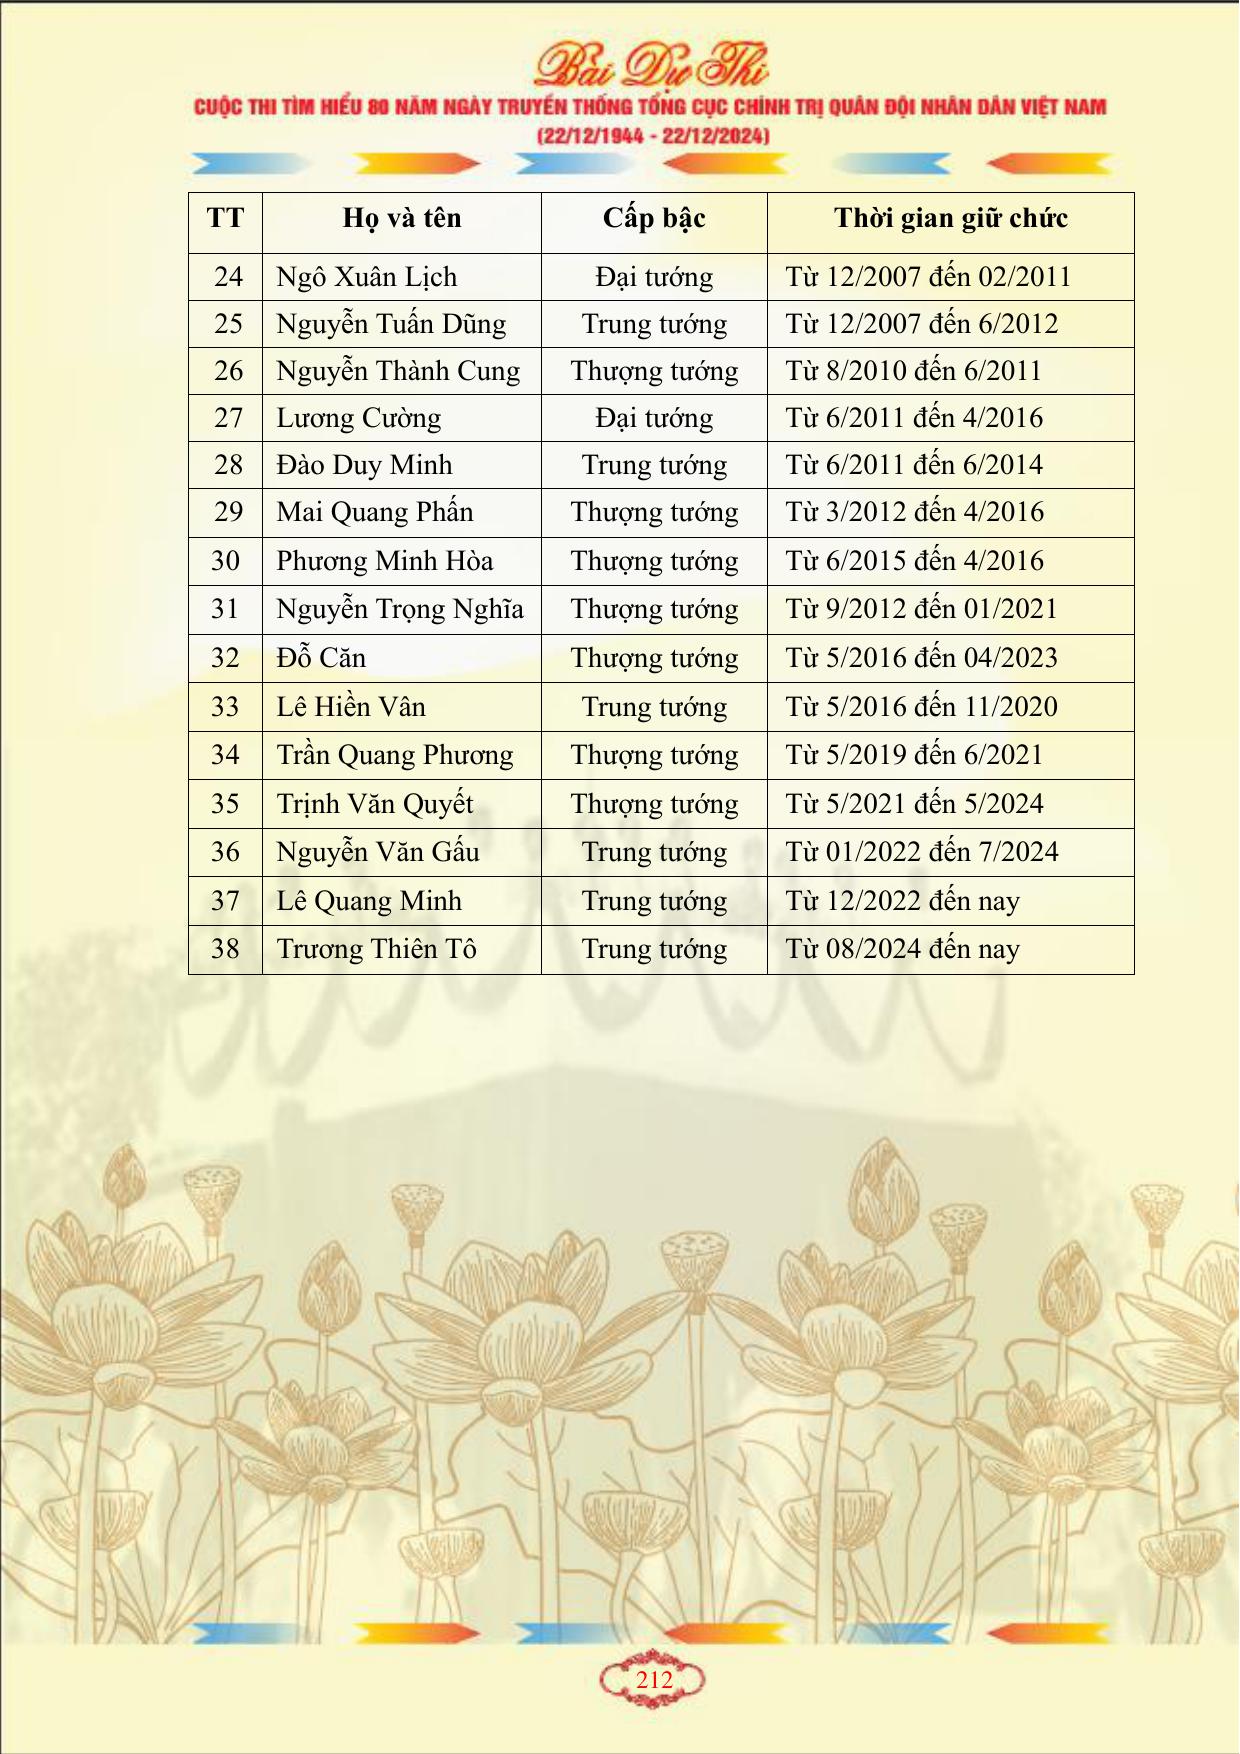 Bài Dự Thi
CUỘC THI TÌM HIỂU 80 NĂM NGÀY TRUYỀN THỐNG TỔNG CỤC CHÍNH TRỊ QUÂN ĐỘI NHÂN DÂN VIỆT NAM
(22/12/1944 - 22/12/2024)
TT Họ và tên Cấp bậc Thời gian giữ chức
24 Ngô Xuân Lịch Đại tướng Từ 12/2007 đến 02/2011
25 Nguyễn Tuấn Dũng Trung tướng Từ 12/2007 đến 6/2012
26 Nguyễn Thành Cung Thượng tướng Từ 8/2010 đến 6/2011
27 Lương Cường Đại tướng Từ 6/2011 đến 4/2016
28 Đào Duy Minh Trung tướng Từ 6/2011 đến 6/2014
29 Mai Quang Phấn Thượng tướng Từ 3/2012 đến 4/2016
30 Phương Minh Hòa Thượng tướng Từ 6/2015 đến 4/2016
31 Nguyễn Trọng Nghĩa Thượng tướng Từ 9/2012 đến 01/2021
32 Đỗ Căn Thượng tướng Từ 5/2016 đến 04/2023
33 Lê Hiền Vân Trung tướng Từ 5/2016 đến 11/2020
34 Trần Quang Phương Thượng tướng Từ 5/2019 đến 6/2021
35 Trịnh Văn Quyết Thượng tướng Từ 5/2021 đến 5/2024
36 Nguyễn Văn Gấu Trung tướng Từ 01/2022 đến 7/2024
37 Lê Quang Minh Trung tướng Từ 12/2022 đến nay
38 Trương Thiên Tô Trung tướng Từ 08/2024 đến nay
212